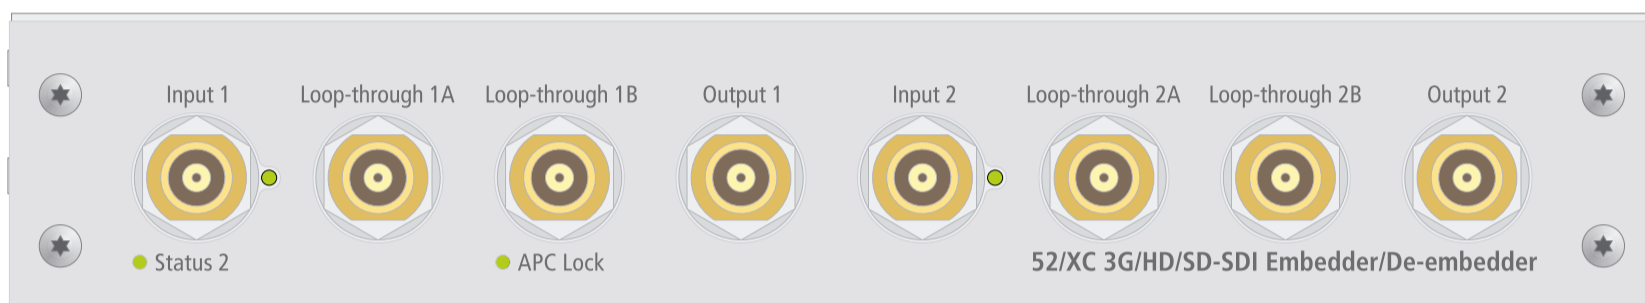 Input 1 Loop-through 1A Loop-through 1B Output 1 Input 2 Loop-through 2A Loop-through 2B Output 2
Status 2 APC Lock 52/XC 3G/HD/SD-SDI Embedder/De-embedder